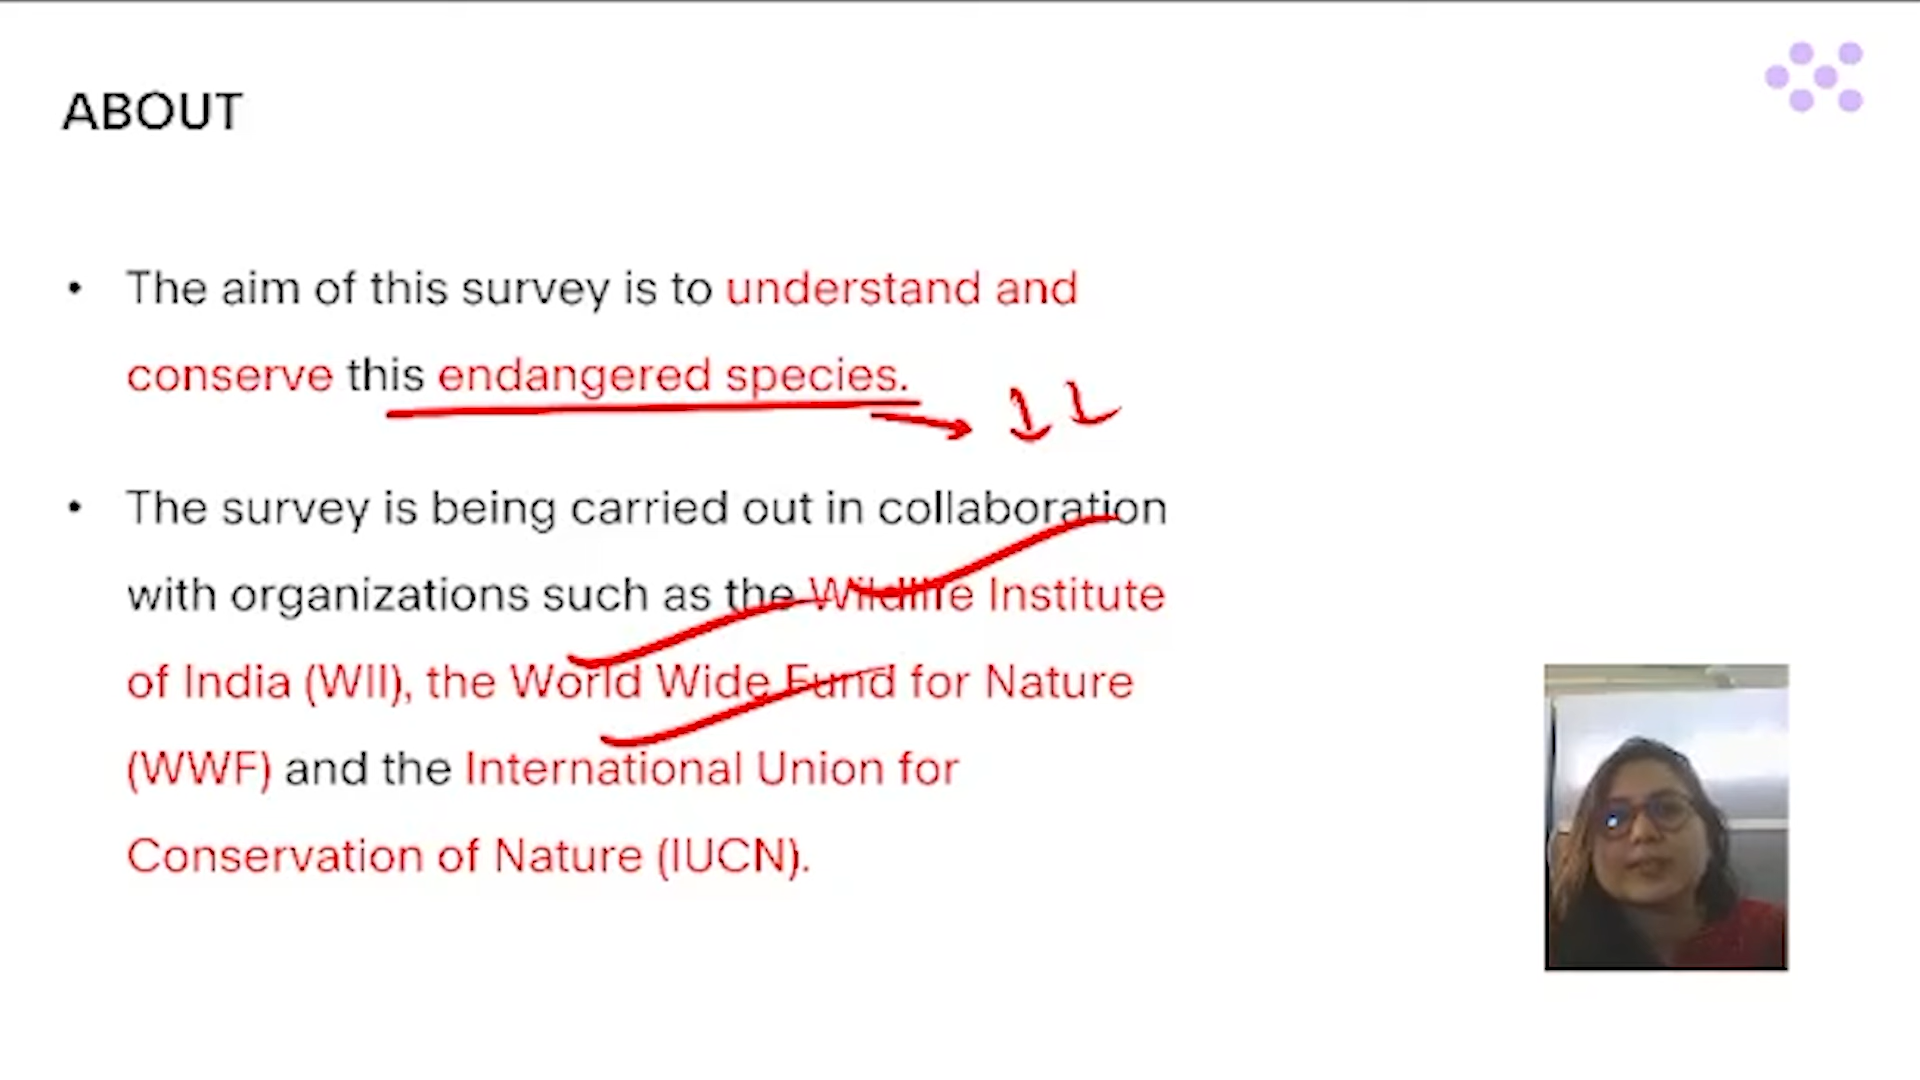 ABOUT
• The aim of this survey is to understand and
conserve this endangered species.
• The survey is being carried out in collaboration
with organizations such as the Wildlife Institute
of India (WII), the World Wide Fund for Nature
(WWF) and the International Union for
Conservation of Nature (IUCN).